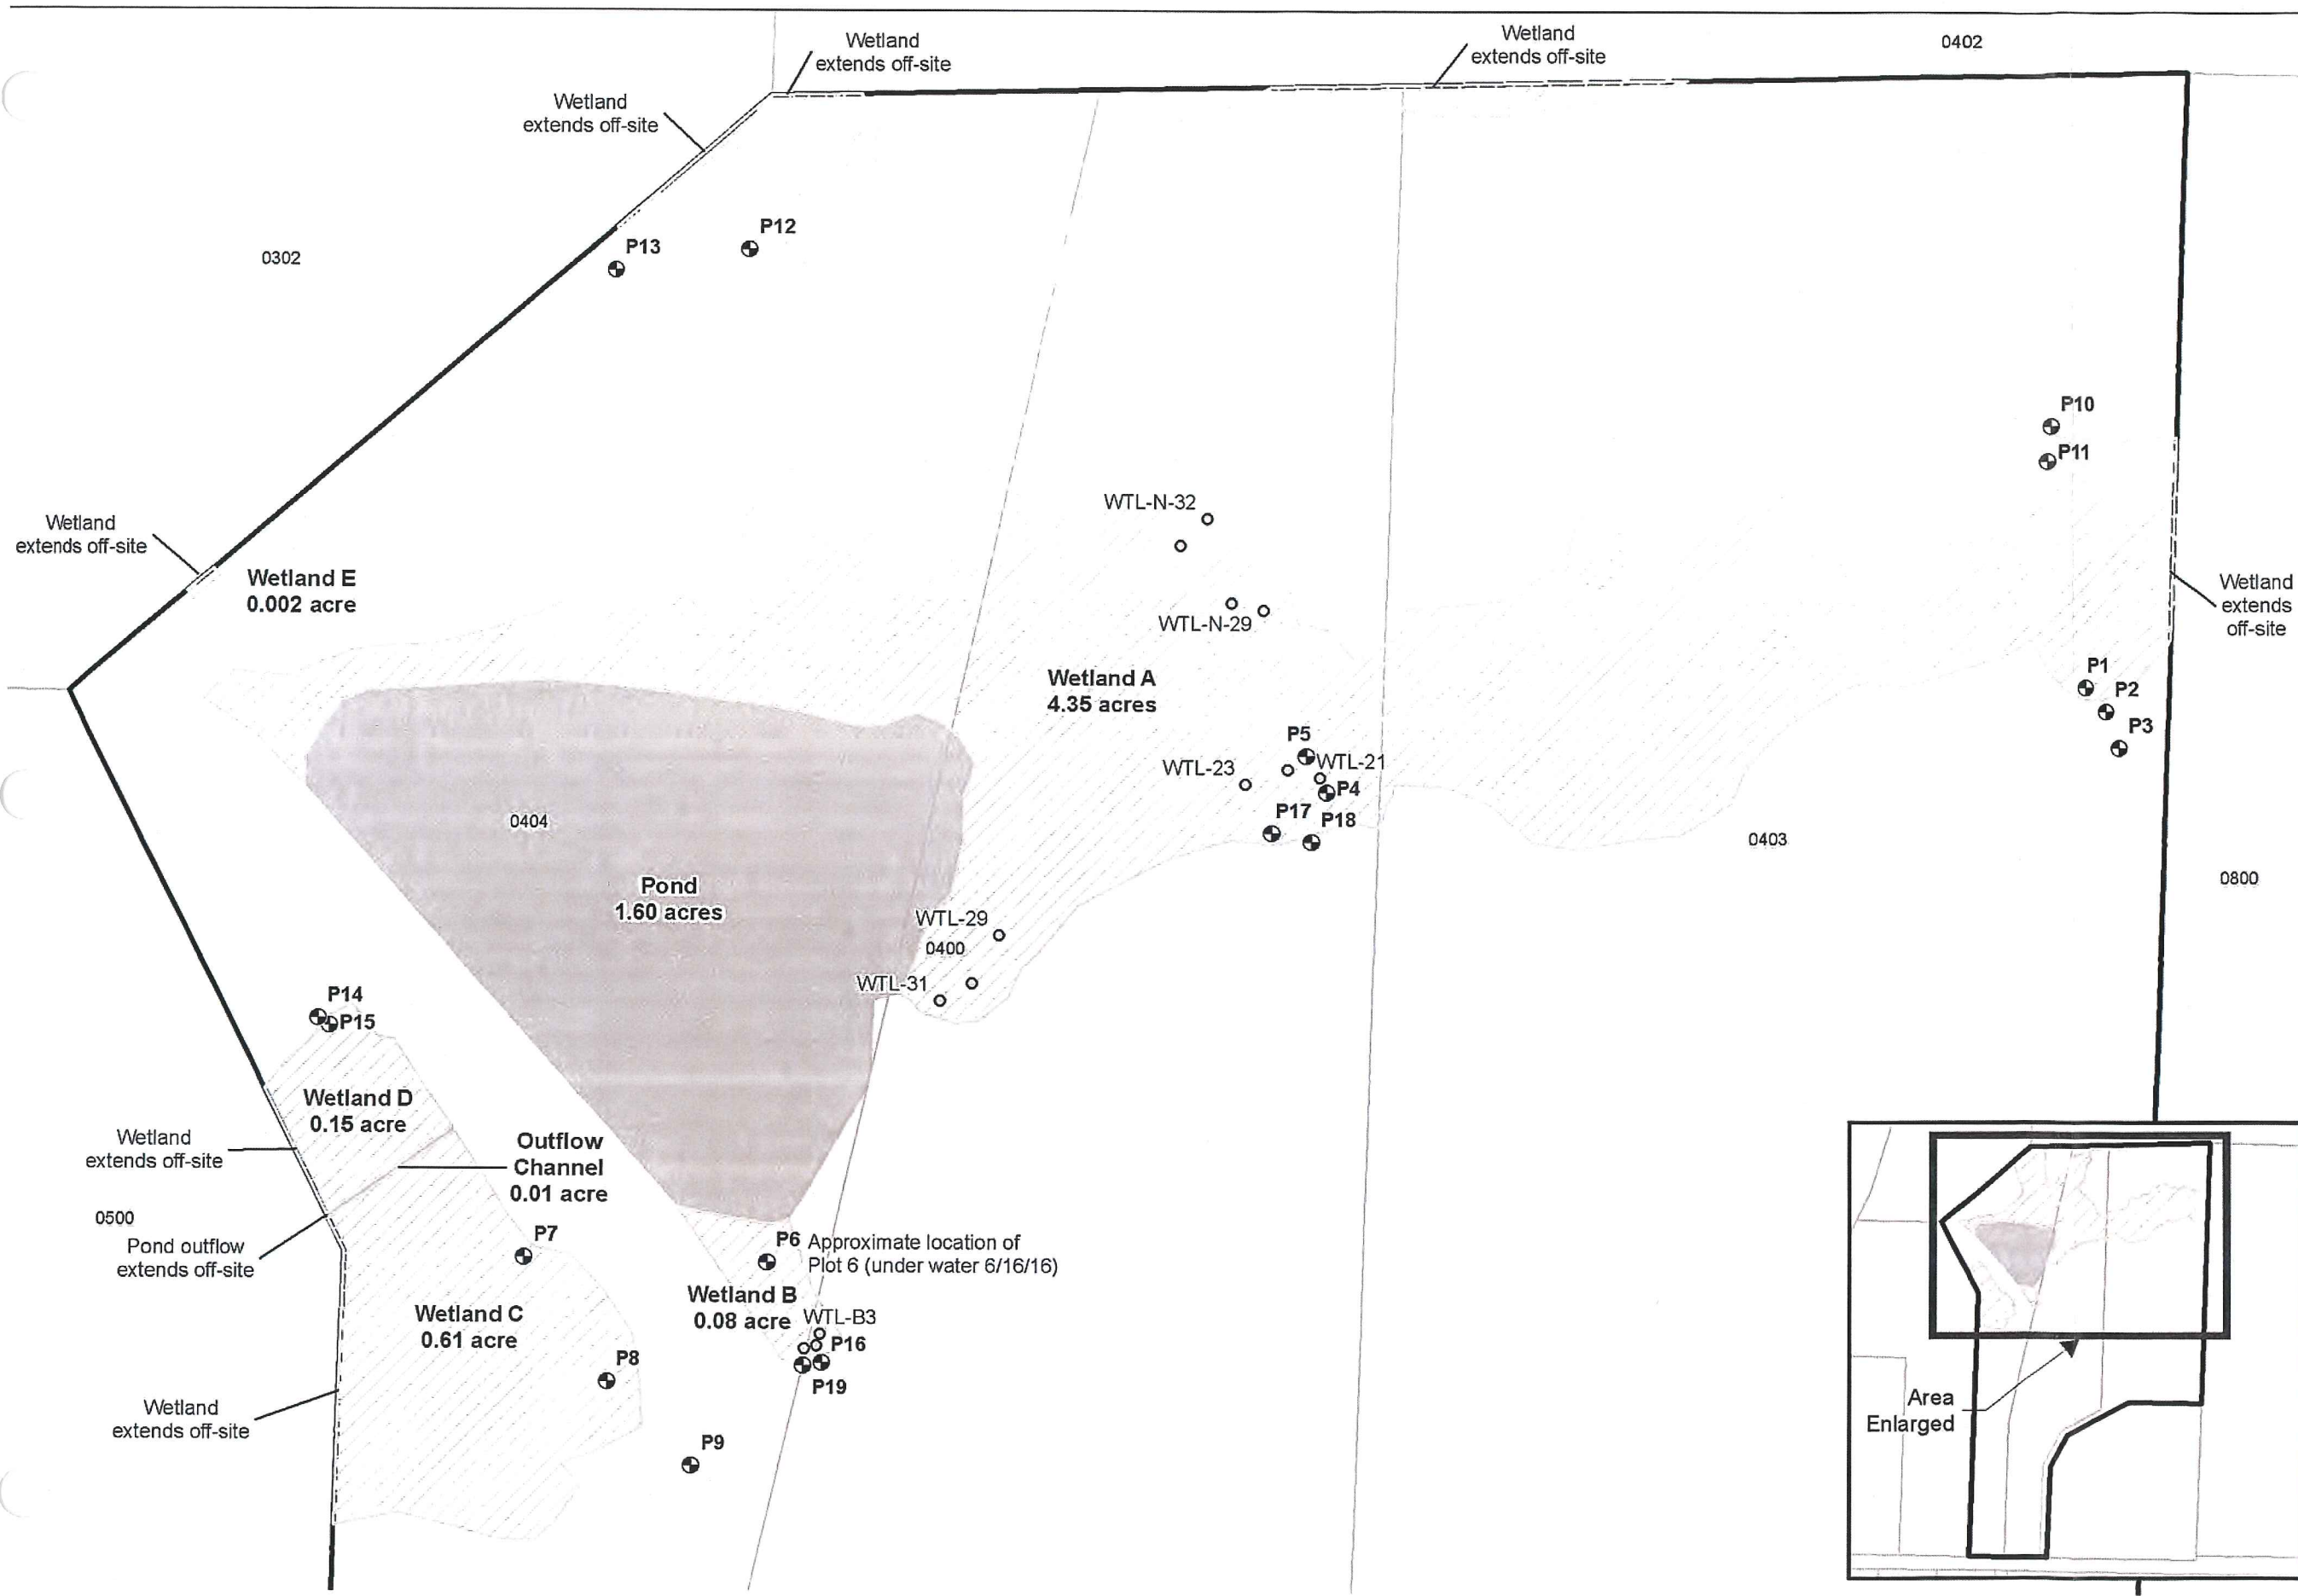 Wetland
extends off-site
Wetland
extends off-site
0402
Wetland
extends off-site
P12
P13
0302
P10
P11
WTL-N-32
Wetland
extends off-site
Wetland E
0.002 acre
WTL-N-29
Wetland
extends
off-site
Wetland A
4.35 acres
P1
P2
P3
P5
WTL-23
WTL-21
P4
P17
P18
0404
0403
0800
Pond
1.60 acres
WTL-29
0400
WTL-31
P14
P15
Wetland D
0.15 acre
Wetland
extends off-site
Outflow
Channel
0.01 acre
0500
Pond outflow
extends off-site
P7
P6
Approximate location of
Plot 6 (under water 6/16/16)
Wetland B
0.08 acre
WTL-B3
P16
P19
Wetland C
0.61 acre
P8
Wetland
extends off-site
P9
Area
Enlarged